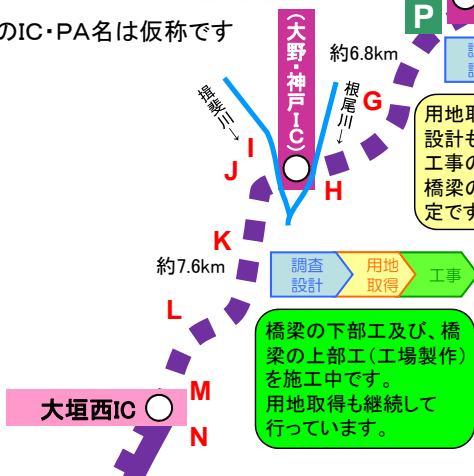 のIC・PA名は仮称です
P
(大野・神戸IC)
約6.8km
揖斐川→
根尾川→
G
I
J
H
用地取
設計も
工事の
橋梁の
定です
K
約7.6km
調査
設計
用地
取得
工事
L
橋梁の下部工及び、橋
梁の上部工(工場製作)
を施工中です。
用地取得も継続して
行っています。
大垣西IC
M
N